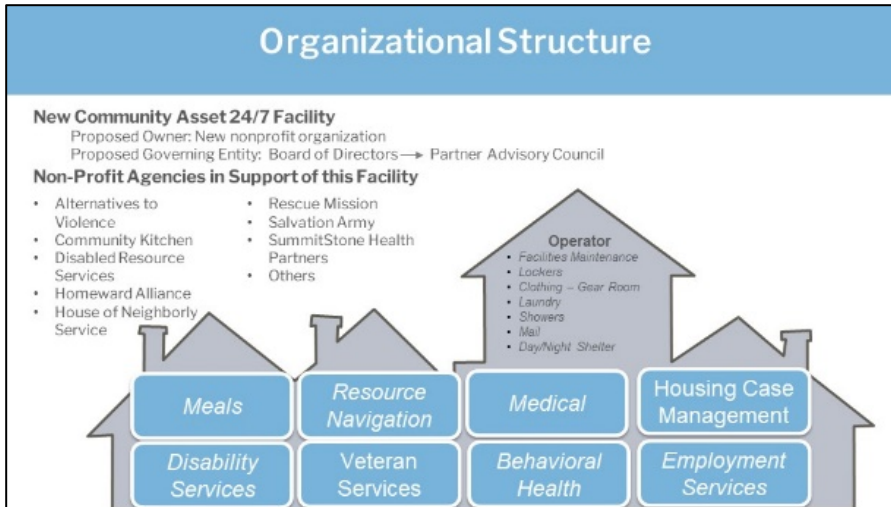 Organizational Structure
New Community Asset 24/7 Facility
Proposed Owner: New nonprofit organization
Proposed Governing Entity: Board of Directors → Partner Advisory Council
Non-Profit Agencies in Support of this Facility
• Alternatives to
Violence
• Community Kitchen
• Disabled Resource
Services
• Homeward Alliance
• House of Neighborly
Service
• Rescue Mission
• Salvation Army
• SummitStone Health
Partners
• Others
Operator
• Facilities Maintenance
• Lockers
• Clothing – Gear Room
• Laundry
• Showers
• Mail
• Day/Night Shelter
Meals
Resource
Navigation
Medical
Housing Case
Management
Disability
Services
Veteran
Services
Behavioral
Health
Employment
Services